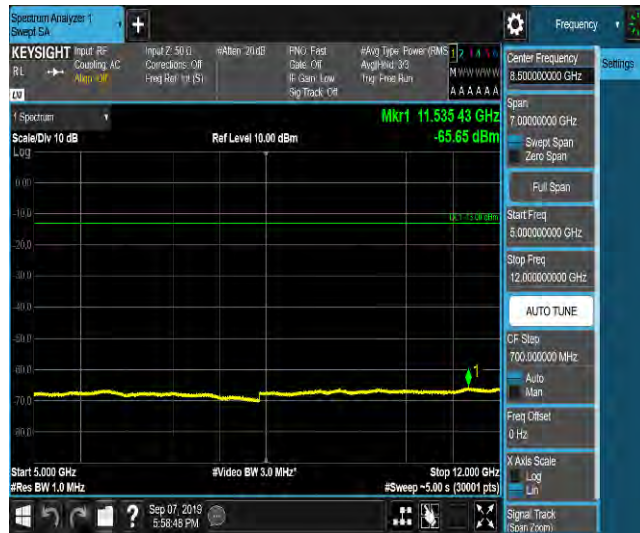 Spectrum Analyzer 1
Swept SA
Frequency
KEYSIGHT Input: RF Input Z: 50 Ω #Atten: 20 dB PNO: Fast #Avg Type: Power (RMS 1 2 3 4 5 6
RL Coupling: AC Corrections: Off Gate: Off Avg|Hold: 3/3 M W W W W W
Align: Off Freq Ref: Int (S) IF Gain: Low Trig: Free Run
LXI Sig Track: Off A A A A A A
1 Spectrum
Mkr1 11.535 43 GHz
Scale/Div 10 dB Ref Level 10.00 dBm -65.65 dBm
Log
0.00
-10.0
DL1 -13.00 dBm
-20.0
-30.0
-40.0
-50.0
-60.0
1
-70.0
-80.0
Start 5.000 GHz #Video BW 3.0 MHz* Stop 12.000 GHz
#Res BW 1.0 MHz #Sweep ~5.00 s (30001 pts)
Sep 07, 2019
5:58:48 PM
?
Settings
Center Frequency
8.500000000 GHz
Span
7.00000000 GHz
Swept Span
Zero Span
Full Span
Start Freq
5.000000000 GHz
Stop Freq
12.000000000 GHz
AUTO TUNE
CF Step
700.000000 MHz
Auto
Man
Freq Offset
0 Hz
X Axis Scale
Log
Lin
Signal Track
(Span Zoom)